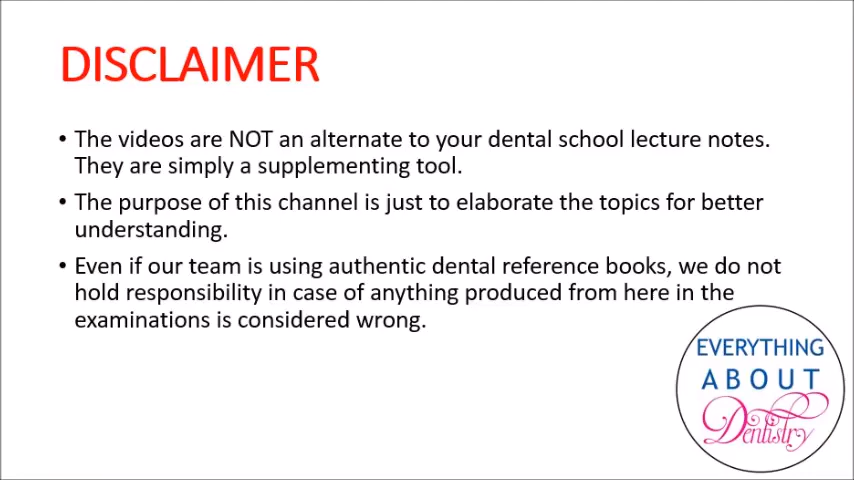 DISCLAIMER
• The videos are NOT an alternate to your dental school lecture notes.
They are simply a supplementing tool.
• The purpose of this channel is just to elaborate the topics for better
understanding.
• Even if our team is using authentic dental reference books, we do not
hold responsibility in case of anything produced from here in the
examinations is considered wrong.
EVERYTHING
ABOUT
Dentistry